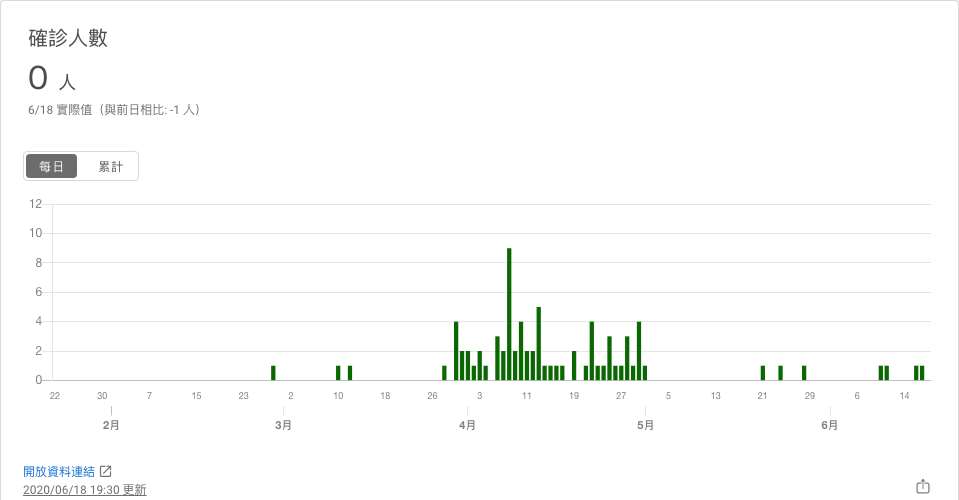 確診人數
0 人
6/18 實際值（與前日相比: -1 人）
每日 累計
12
10
8
6
4
2
0
22 30 7 15 23 2 10 18 26 3 11 19 27 5 13 21 29 6 14
2月 3月 4月 5月 6月
開放資料連結
2020/06/18 19:30 更新